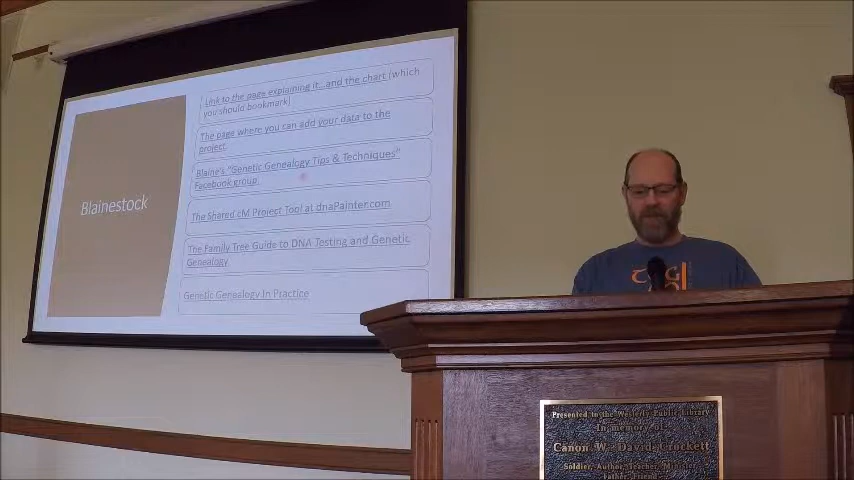 Blainestock
Link to the page explaining it...and the chart (which
you should bookmark)
The page where you can add your data to the
project.
Blaine's "Genetic Genealogy Tips & Techniques"
Facebook group
The Shared cM Project Tool at dnaPainter.com
The Family Tree Guide to DNA Testing and Genetic
Genealogy
Genetic Genealogy In Practice
Presented to the Westerly Public Library
In memory of
Canon W. David Crockett
Soldier, Author, Teacher, Minister
Father, Friend